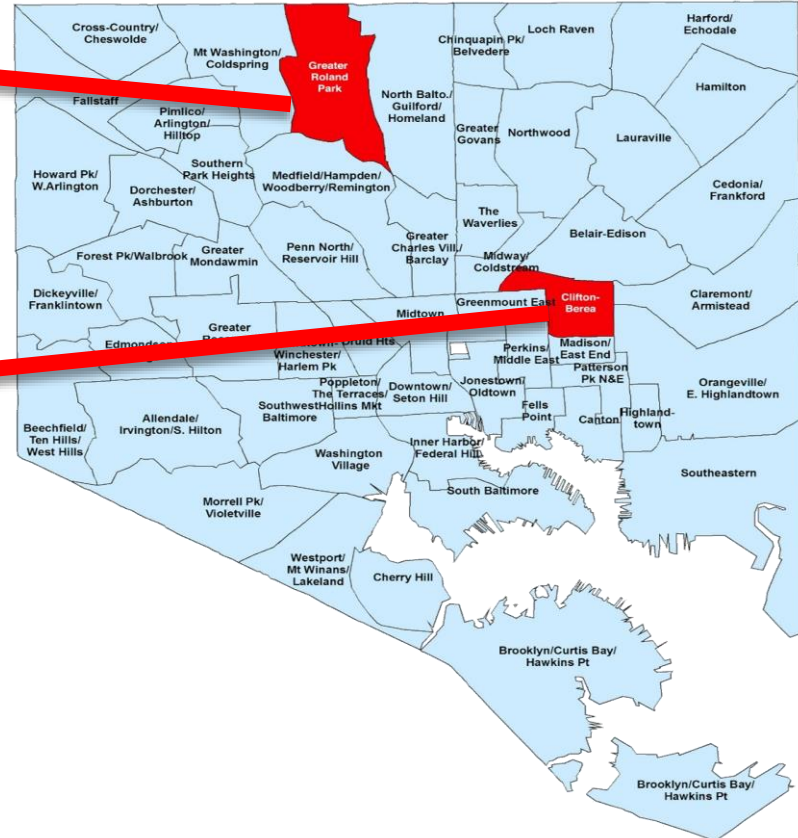 Cross-Country/
Cheswolde
Mt Washington/
Coldspring
Greater
Roland
Park
Chinquapin Pk/
Belvedere
Loch Raven
Harford/
Echodale
Fallstaff
Pimlico/
Arlington/
Hilltop
North Balto./
Guilford/
Homeland
Hamilton
Greater
Govans
Northwood
Lauraville
Howard Pk/
W.Arlington
Southern
Park Heights
Dorchester/
Ashburton
Medfield/Hampden/
Woodberry/Remington
Cedonia/
Frankford
The
Waverlies
Belair-Edison
Forest Pk/Walbrook
Greater
Mondawmin
Penn North/
Reservoir Hill
Greater
Charles Vill./
Barclay
Midway/
Coldstream
Dickeyville/
Franklintown
Greenmount East
Clifton-
Berea
Claremont/
Armistead
Midtown
Greater
Winchester/
Harlem Pk
Druid Hts
Perkins/
Middle East
Madison/
East End
Patterson
Pk N&E
Orangeville/
E. Highlandtown
Poppleton/
The Terraces/
Hollins Mkt
Downtown/
Seton Hill
Jonestown/
Oldtown
Fells
Point
Canton
Highland-
town
Southwest
Baltimore
Allendale/
Irvington/S. Hilton
Beechfield/
Ten Hills/
West Hills
Washington
Village
Inner Harbor/
Federal Hill
Southeastern
South Baltimore
Morrell Pk/
Violetville
Westport/
Mt Winans/
Lakeland
Cherry Hill
Brooklyn/Curtis Bay/
Hawkins Pt
Brooklyn/Curtis Bay/
Hawkins Pt